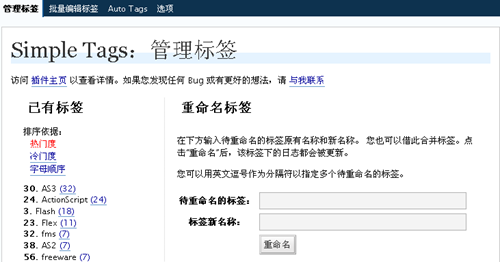 管理标签 批量编辑标签 Auto Tags 选项
Simple Tags：管理标签
访问 插件主页 以查看详情。如果您发现任何 Bug 或有更好的想法，请 与我联系
已有标签
排序依据：
热门度
冷门度
字母顺序
30. AS3 (32)
24. ActionScript (24)
3. Flash (18)
23. Flex (11)
32. fms (7)
38. AS2 (7)
56. freeware (7)
重命名标签
在下方输入待重命名的标签原有名称和新名称。 您也可以借此合并标签。点
击“重命名”后，该标签下的日志都会被更新。
您可以用英文逗号作为分隔符以指定多个待重命名的标签。
待重命名的标签：
标签新名称：
重命名